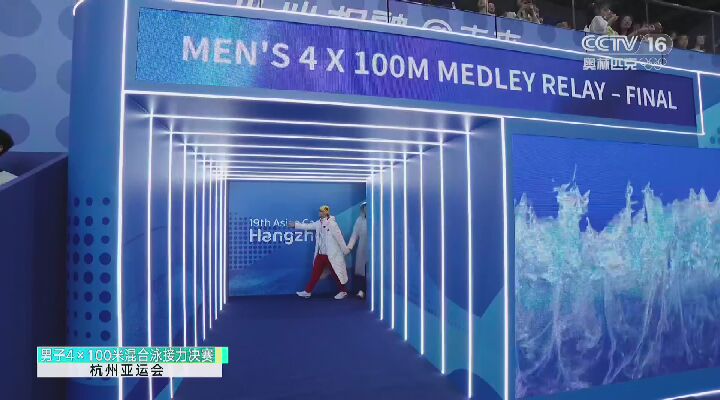 CCTV 16
奥林匹克
MEN'S 4 X 100M MEDLEY RELAY – FINAL
19th Asian Ga
Hangzh
男子4×100米混合泳接力决赛
杭州亚运会